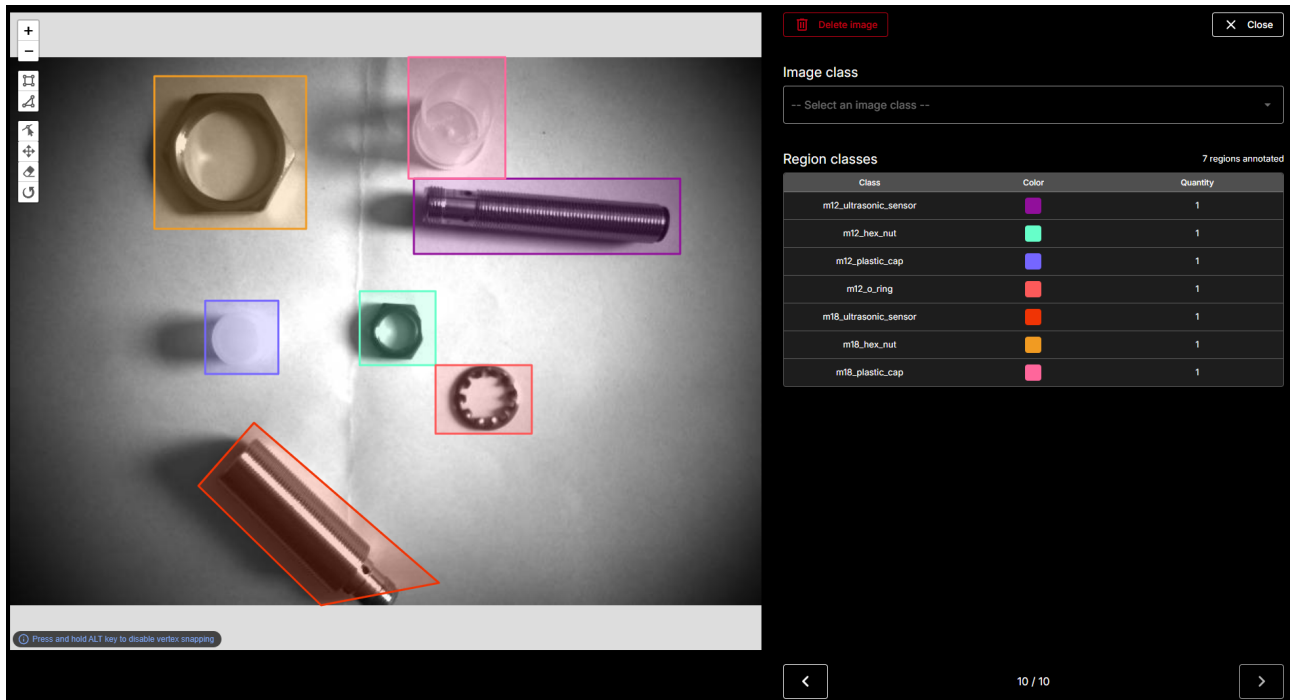 +
−
Delete image
Close
Image class
-- Select an image class --
Region classes
7 regions annotated
Class Color Quantity
m12_ultrasonic_sensor 1
m12_hex_nut 1
m12_plastic_cap 1
m12_o_ring 1
m18_ultrasonic_sensor 1
m18_hex_nut 1
m18_plastic_cap 1
Press and hold ALT key to disable vertex snapping
10 / 10